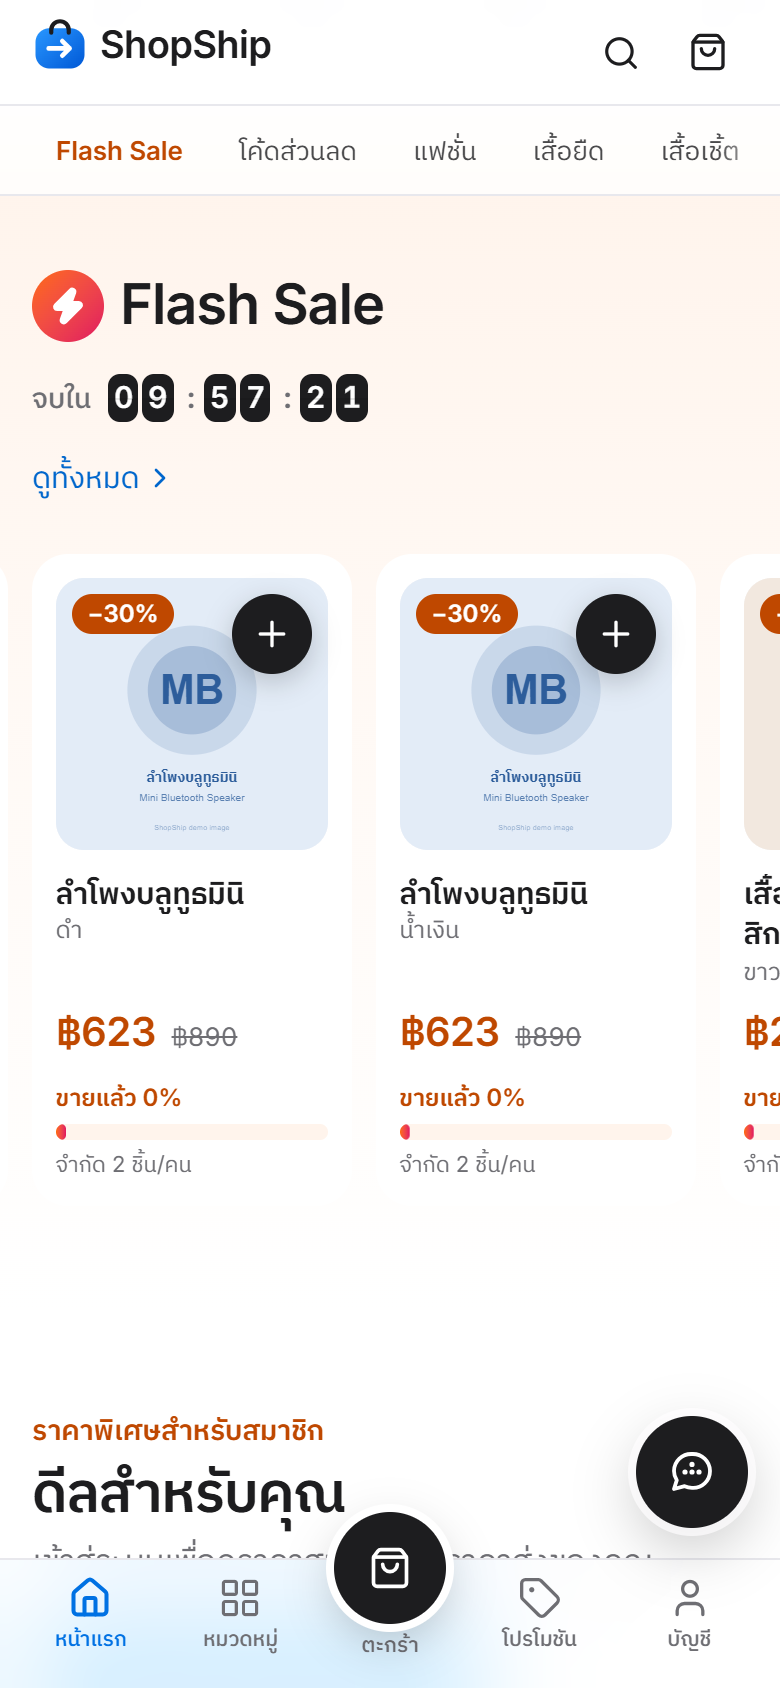 ShopShip
Flash Sale โค้ดส่วนลด แฟชั่น เสื้อยืด เสื้อเชิ้ต
Flash Sale
จบใน 09 : 57 : 21
ดูทั้งหมด
−30% −30%
MB MB
ลำโพงบลูทูธมินิ ลำโพงบลูทูธมินิ
Mini Bluetooth Speaker Mini Bluetooth Speaker
ShopShip demo image ShopShip demo image
ลำโพงบลูทูธมินิ ลำโพงบลูทูธมินิ
ดำ น้ำเงิน
ขาว
฿623 ฿890 ฿623 ฿890
ขายแล้ว 0% ขายแล้ว 0%
จำกัด 2 ชิ้น/คน จำกัด 2 ชิ้น/คน
ราคาพิเศษสำหรับสมาชิก
ดีลสำหรับคุณ
หน้าแรก หมวดหมู่ ตะกร้า โปรโมชัน บัญชี